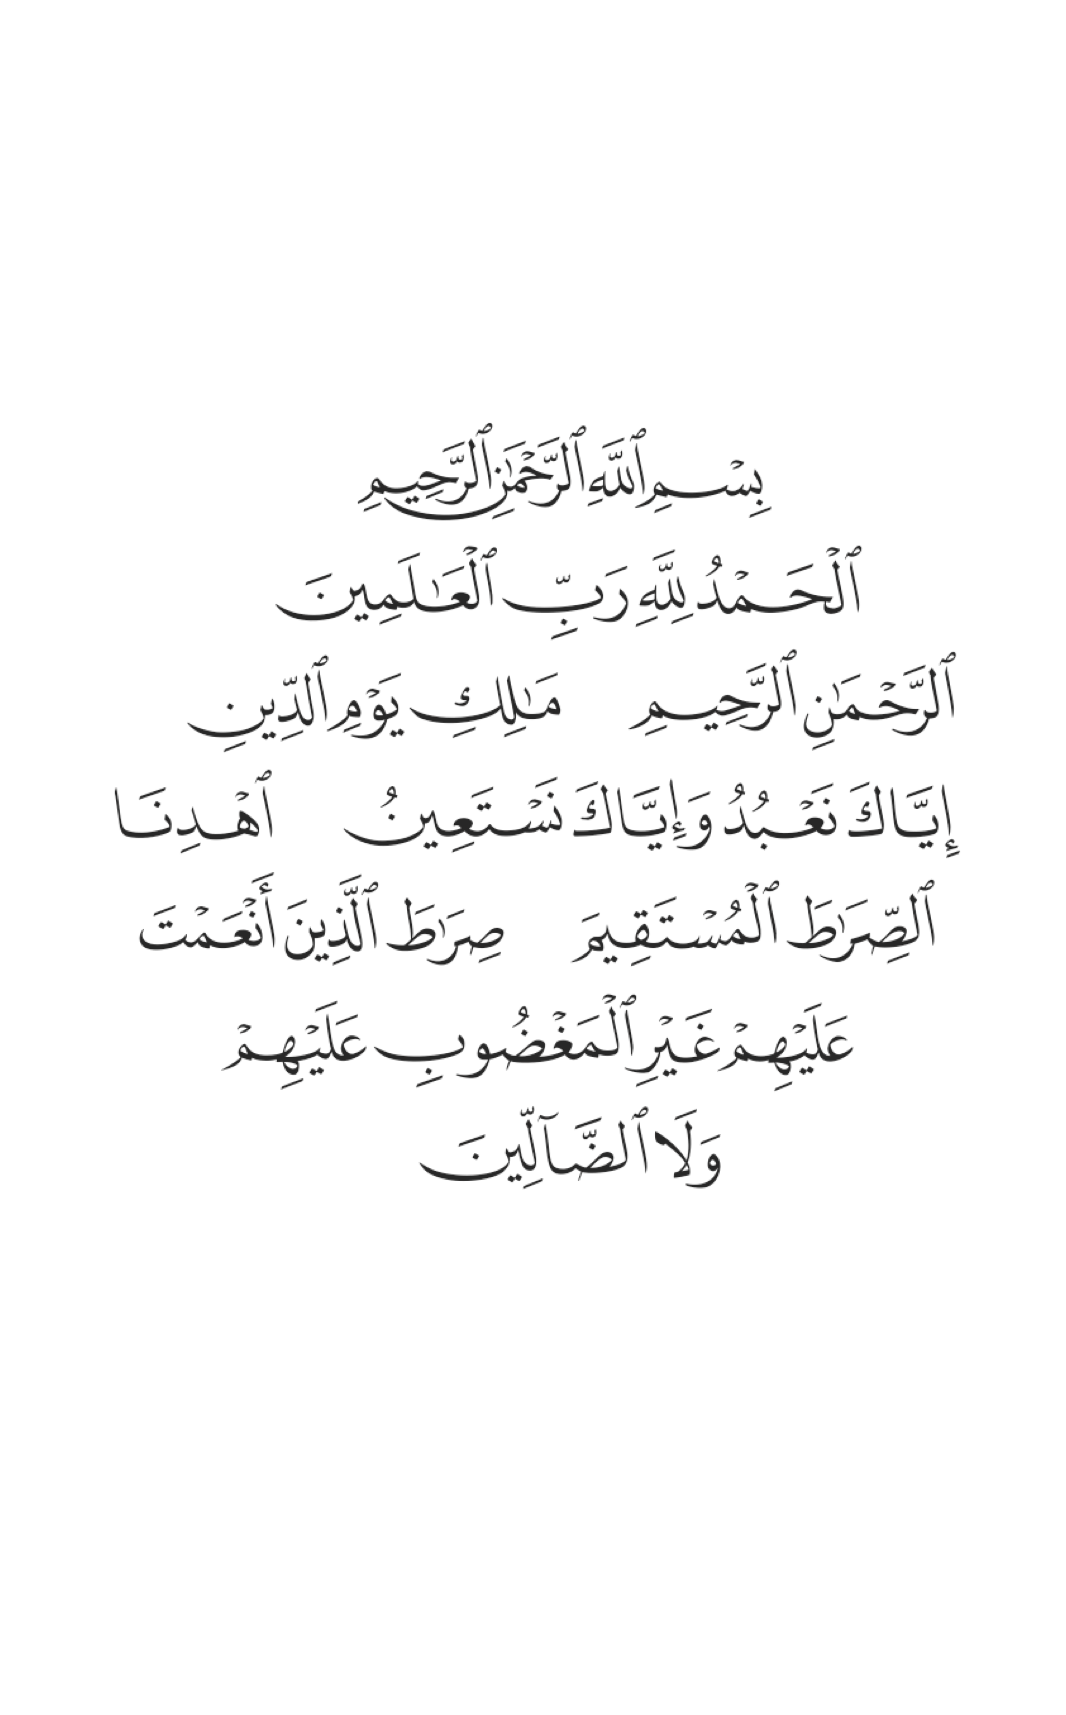 بِسۡمِ ٱللَّهِ ٱلرَّحۡمَٰنِ ٱلرَّحِيمِ
ٱلۡحَمۡدُ لِلَّهِ رَبِّ ٱلۡعَٰلَمِينَ
ٱلرَّحۡمَٰنِ ٱلرَّحِيمِ مَٰلِكِ يَوۡمِ ٱلدِّينِ
إِيَّاكَ نَعۡبُدُ وَإِيَّاكَ نَسۡتَعِينُ ٱهۡدِنَا
ٱلصِّرَٰطَ ٱلۡمُسۡتَقِيمَ صِرَٰطَ ٱلَّذِينَ أَنۡعَمۡتَ
عَلَيۡهِمۡ غَيۡرِ ٱلۡمَغۡضُوبِ عَلَيۡهِمۡ
وَلَا ٱلضَّآلِّينَ